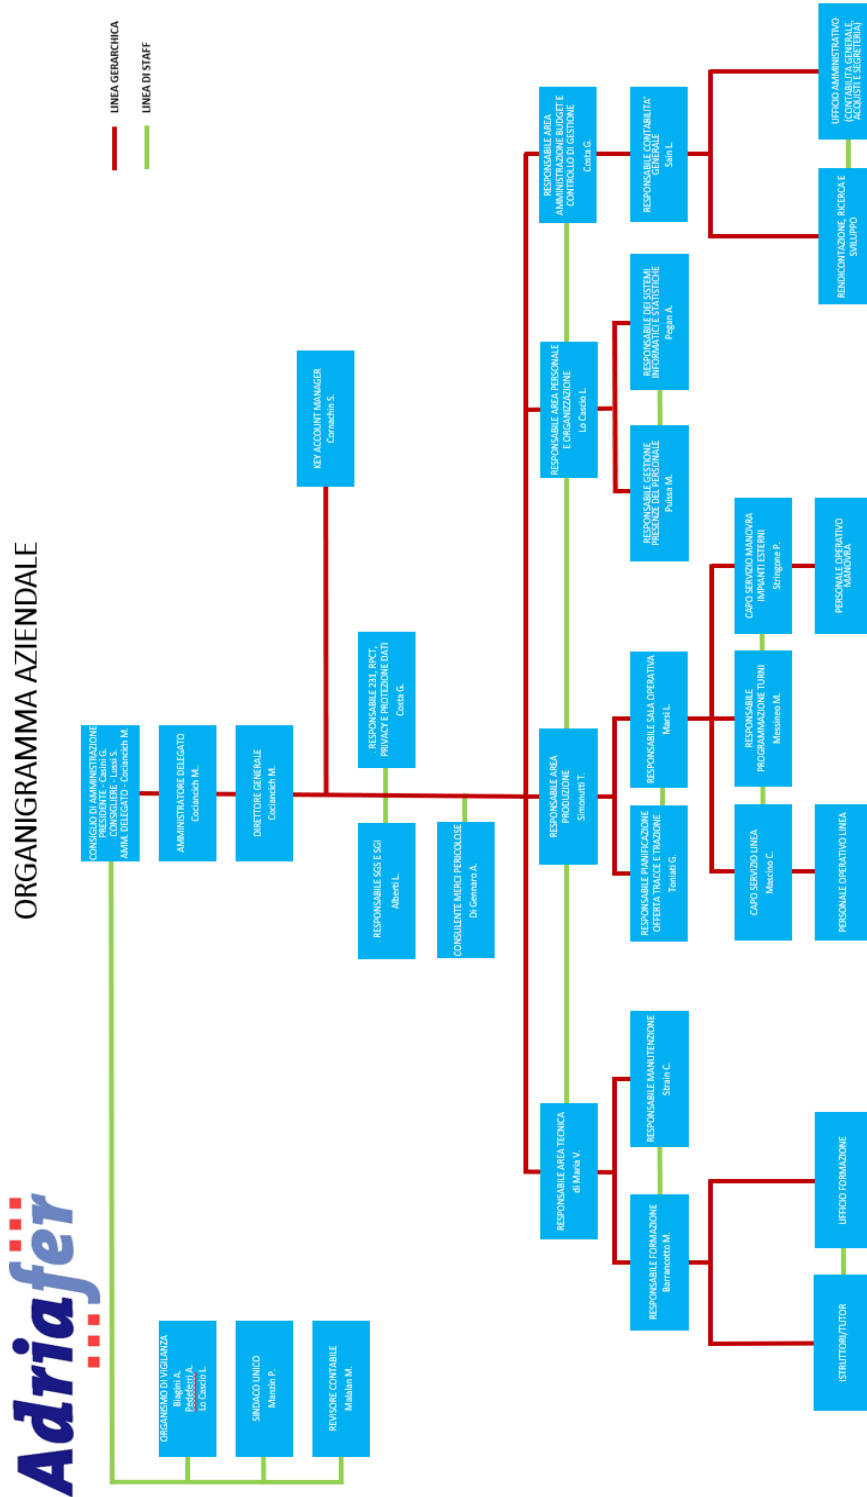 Adriafer
ORGANIGRAMMA AZIENDALE
LINEA GERARCHICA
LINEA DI STAFF
CONSIGLIO DI AMMINISTRAZIONE
PRESIDENTE - Casini G.
CONSIGLIERE - Lussi S.
AMM. DELEGATO - Cociancich M.
ORGANISMO DI VIGILANZA
Biagini A.
Pedeferri A.
Lo Cascio L.
AMMINISTRATORE DELEGATO
Cociancich M.
SINDACO UNICO
Manzin P.
DIRETTORE GENERALE
Cociancich M.
REVISORE CONTABILE
KEY ACCOUNT MANAGER
Cornachin S.
. RESPONSABILE SGS E SGI
Alberti L.
. RESPONSABILE 231, RPCT,
PRIVACY E PROTEZIONE DATI
Costa G.
CONSULENTE MERCI PERICOLOSE
Di Gennaro A.
RESPONSABILE AREA TECNICA
di Maria V.
RESPONSABILE AREA
PRODUZIONE
Simonutti T.
RESPONSABILE AREA PERSONALE
E ORGANIZZAZIONE
Lo Cascio L.
RESPONSABILE AREA
AMMINISTRAZIONE BUDGET E
CONTROLLO DI GESTIONE
Costa G.
RESPONSABILE FORMAZIONE
Barrancotto M.
RESPONSABILE MANUTENZIONE
Strain C.
RESPONSABILE PIANIFICAZIONE
OFFERTA TRACCE E TRAZIONE
Toniati G.
RESPONSABILE SALA OPERATIVA
Marsi L.
RESPONSABILE GESTIONE
PRESENZE DEL PERSONALE
Puissa M.
RESPONSABILE DEI SISTEMI
INFORMATICI E STATISTICHE
Pegan A.
RESPONSABILE CONTABILITA'
GENERALE
Sain L.
CAPO SERVIZIO LINEA
Mascino C.
RESPONSABILE
PROGRAMMAZIONE TURNI
Messineo M.
CAPO SERVIZIO MANOVRA
IMPIANTI ESTERNI
Stringone P.
ISTRUTTORI/TUTOR
UFFICIO FORMAZIONE
PERSONALE OPERATIVO LINEA
PERSONALE OPERATIVO
MANOVRA
RENDICONTAZIONE, RICERCA E
SVILUPPO
UFFICIO AMMINISTRATIVO
(CONTABILITÀ GENERALE,
ACQUISTI E SEGRETERIA)